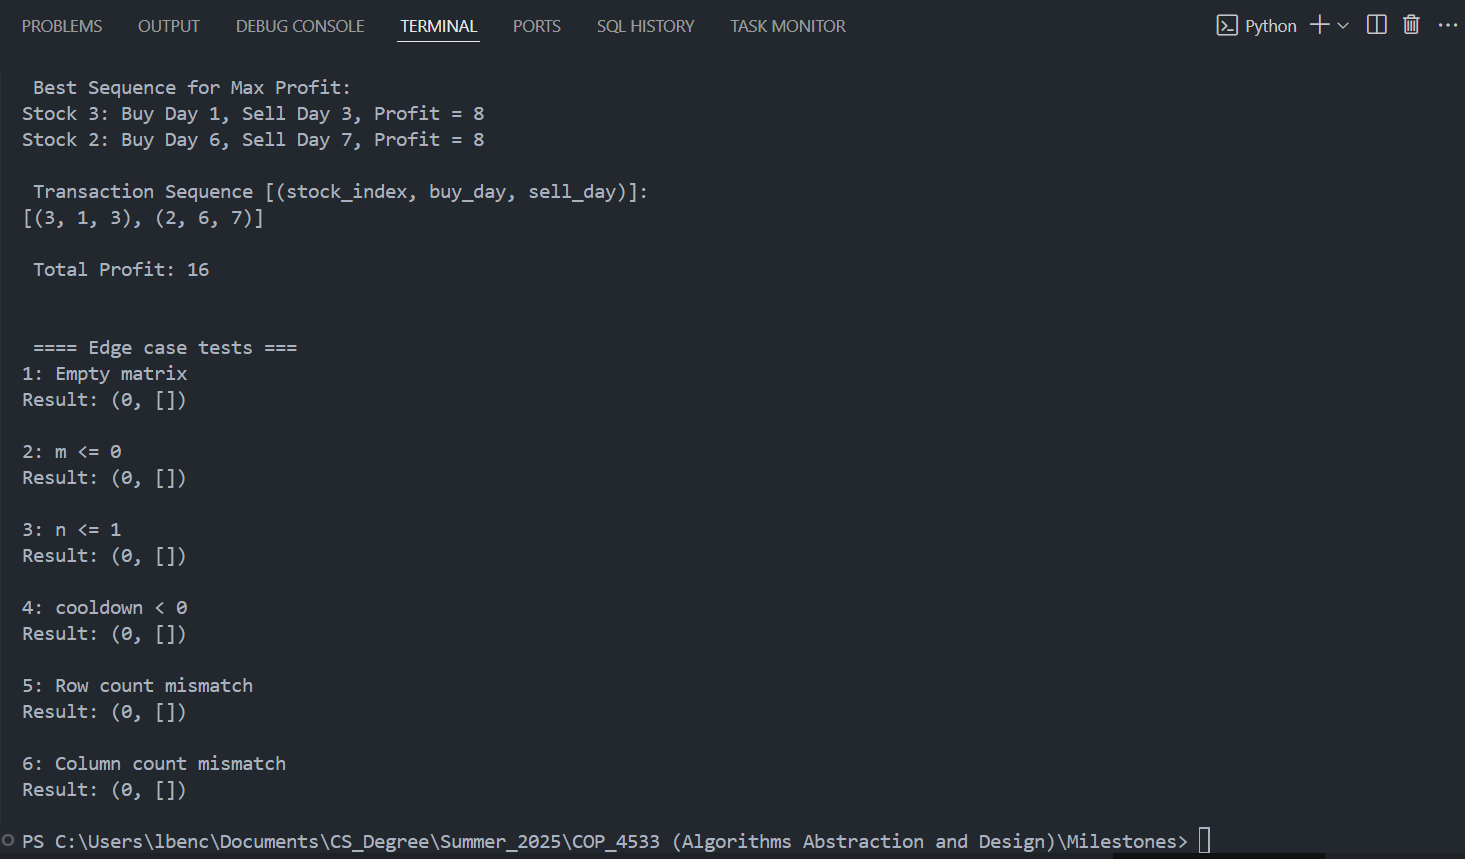 PROBLEMS OUTPUT DEBUG CONSOLE TERMINAL PORTS SQL HISTORY TASK MONITOR Python
Best Sequence for Max Profit:
Stock 3: Buy Day 1, Sell Day 3, Profit = 8
Stock 2: Buy Day 6, Sell Day 7, Profit = 8
Transaction Sequence [(stock_index, buy_day, sell_day)]:
[(3, 1, 3), (2, 6, 7)]
Total Profit: 16
==== Edge case tests ===
1: Empty matrix
Result: (0, [])
2: m <= 0
Result: (0, [])
3: n <= 1
Result: (0, [])
4: cooldown < 0
Result: (0, [])
5: Row count mismatch
Result: (0, [])
6: Column count mismatch
Result: (0, [])
PS C:\Users\lbenc\Documents\CS_Degree\Summer_2025\COP_4533 (Algorithms Abstraction and Design)\Milestones>